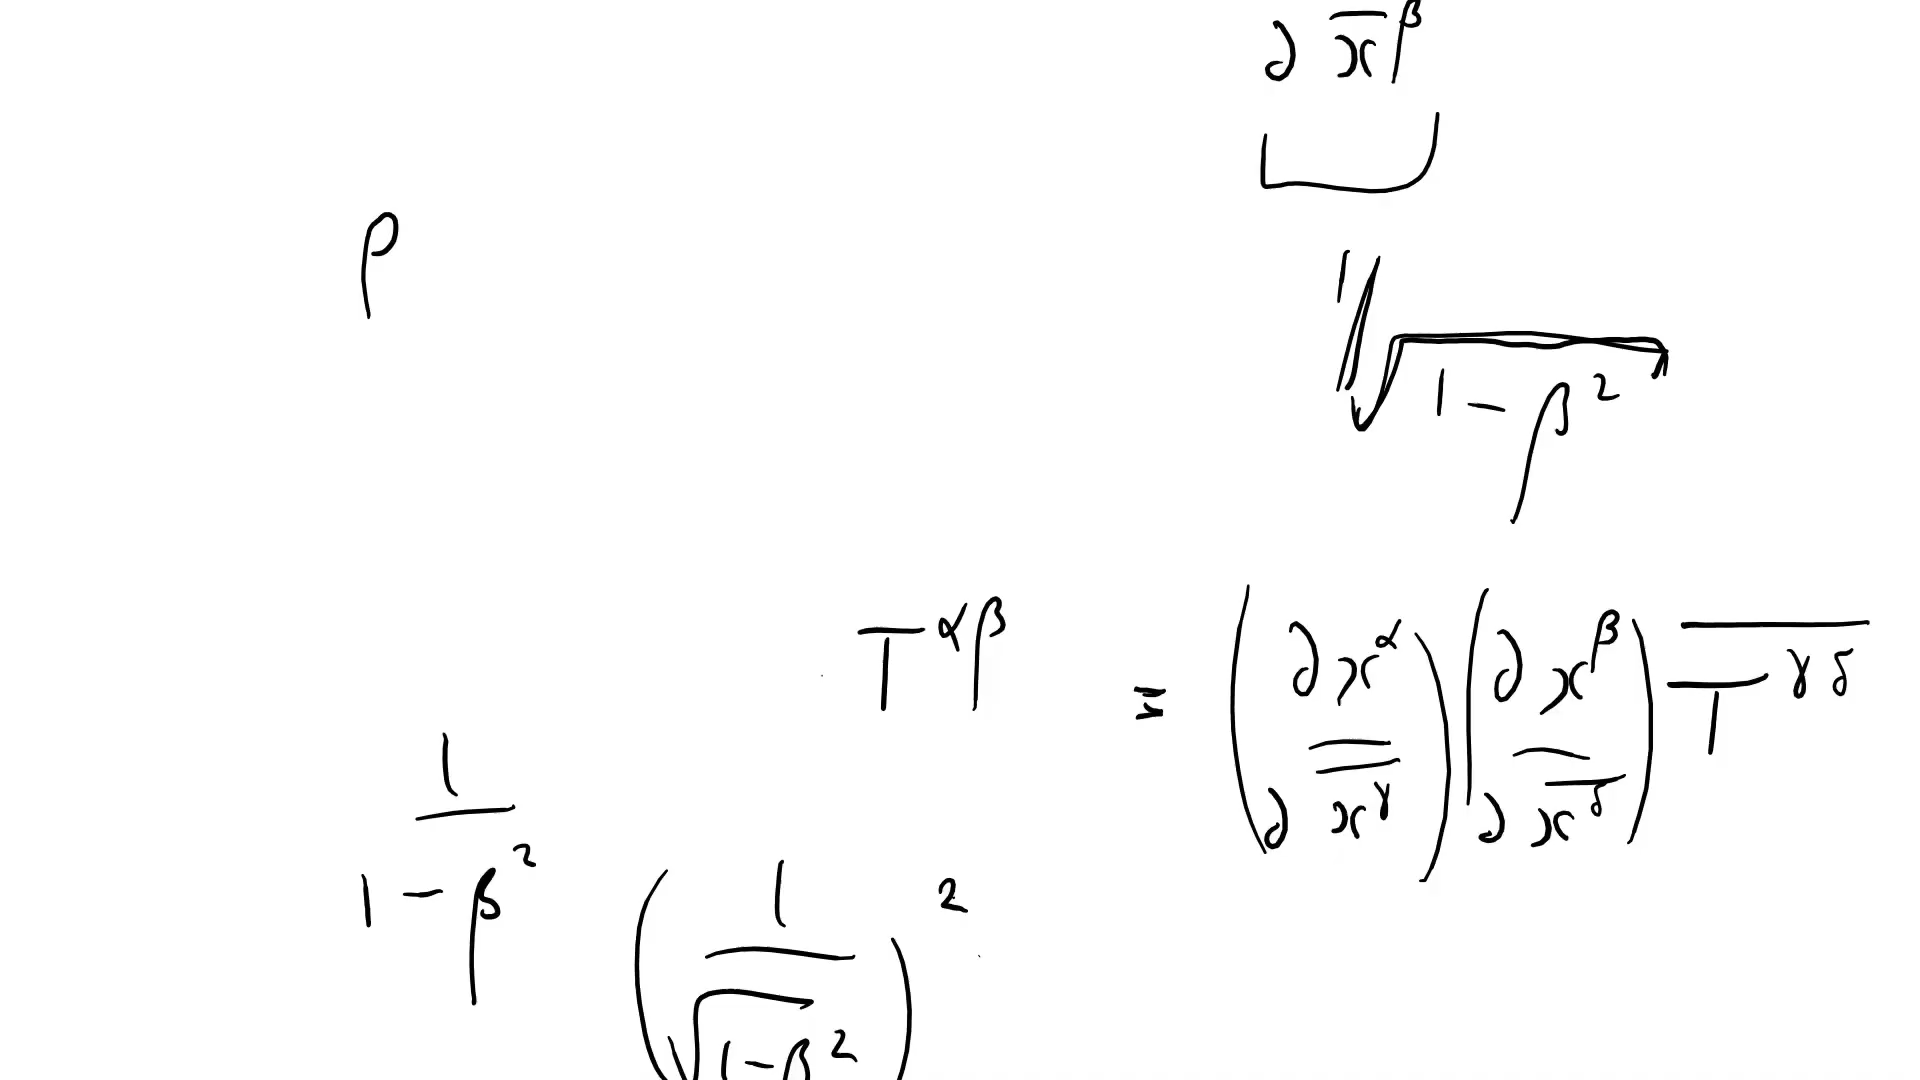 ∂ x̄^β
ρ
1/√(1-β²)
T^{αβ} = (∂x^α/∂x̄^γ)(∂x^β/∂x̄^δ) T̄^{γδ}
1/(1-β²)
(1/√(1-β²))²